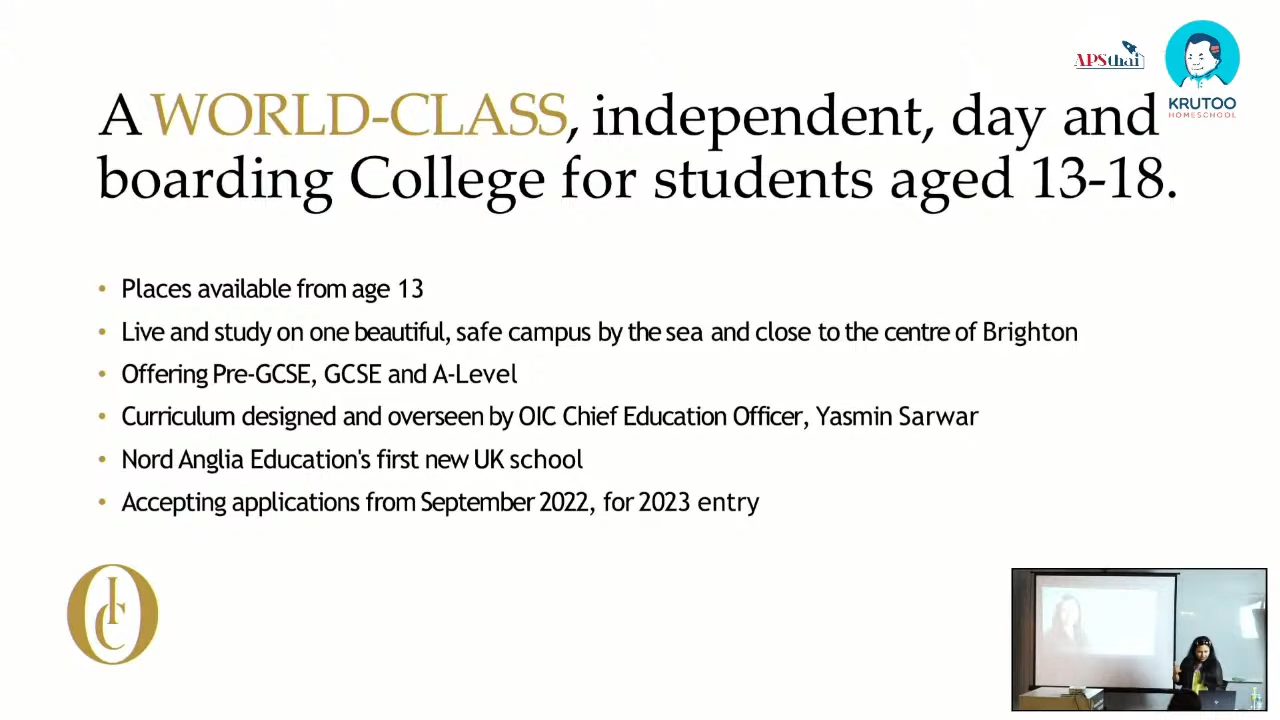 APSthai
KRUTOO
HOMESCHOOL
A WORLD-CLASS, independent, day and
boarding College for students aged 13-18.
• Places available from age 13
• Live and study on one beautiful, safe campus by the sea and close to the centre of Brighton
• Offering Pre-GCSE, GCSE and A-Level
• Curriculum designed and overseen by OIC Chief Education Officer, Yasmin Sarwar
• Nord Anglia Education's first new UK school
• Accepting applications from September 2022, for 2023 entry
OIC